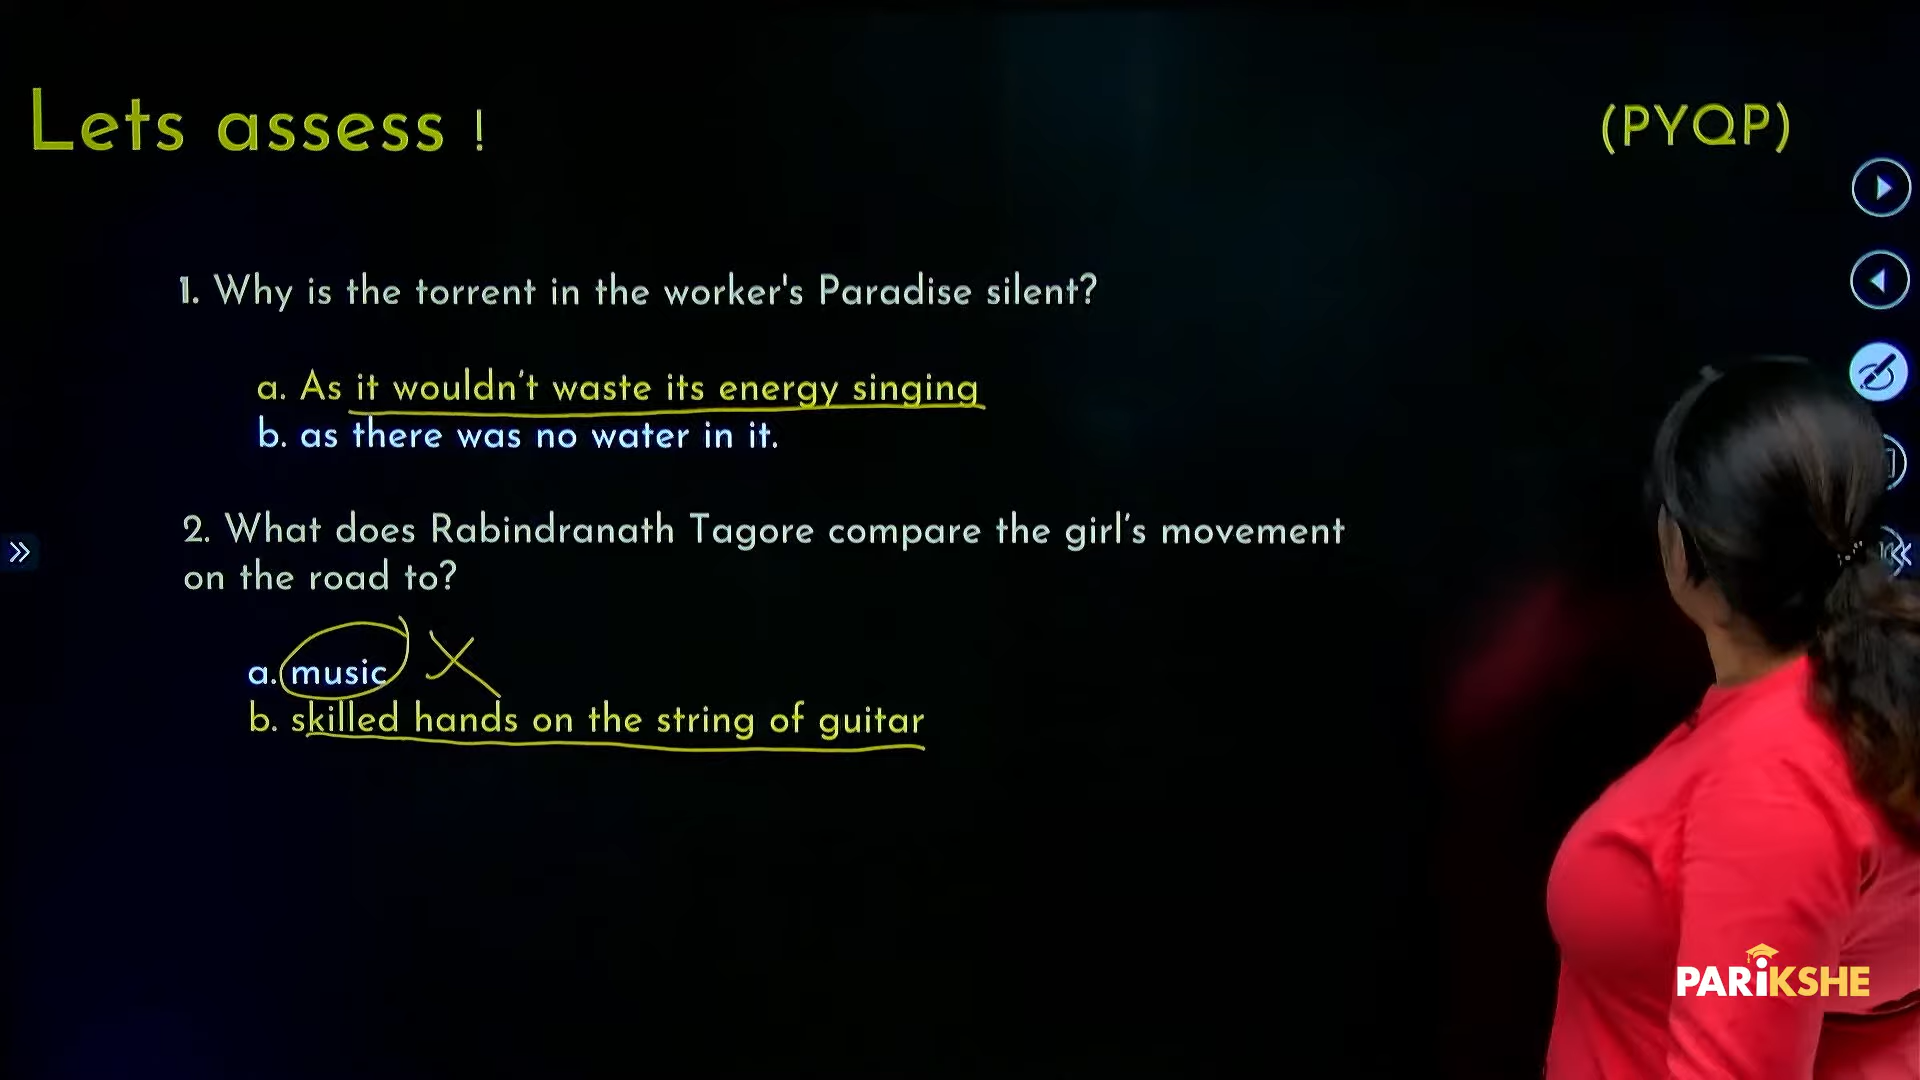 Lets assess !
(PYQP)
1. Why is the torrent in the worker's Paradise silent?
a. As it wouldn't waste its energy singing
b. as there was no water in it.
2. What does Rabindranath Tagore compare the girl's movement
on the road to?
a. music
b. skilled hands on the string of guitar
PARiKSHE